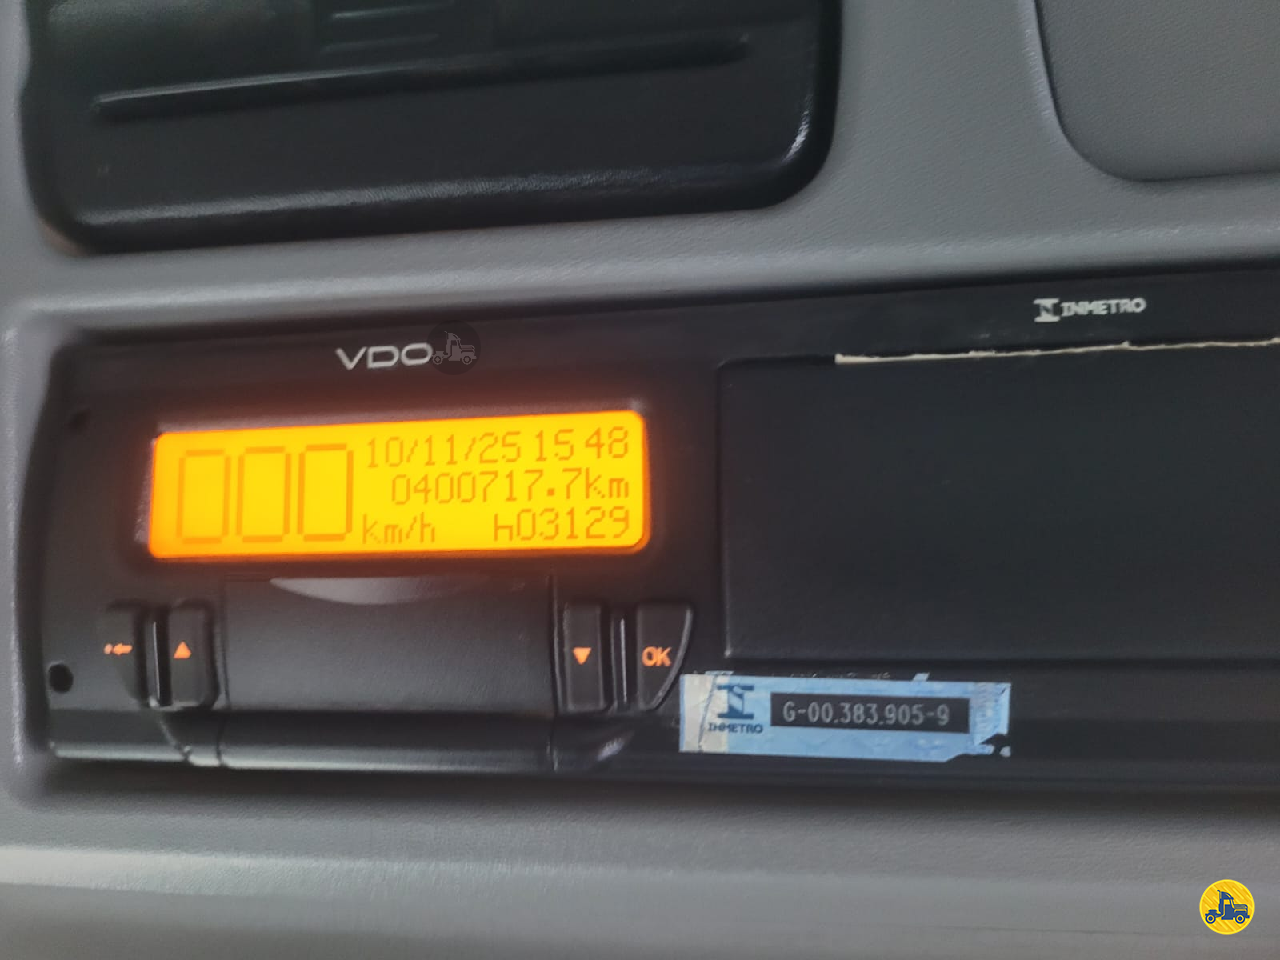 INMETRO
VDO
000
10/11/25 15 48
0400717.7km
km/h h03129
OK
INMETRO
G-00.383.905-9